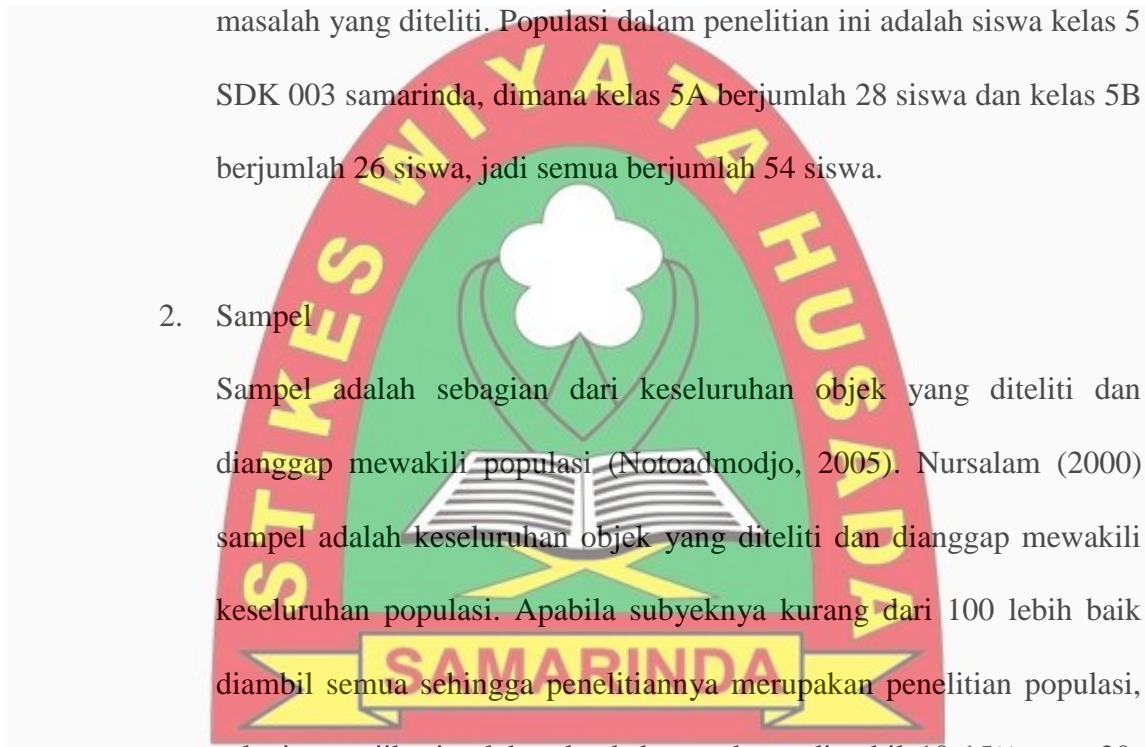 masalah yang diteliti. Populasi dalam penelitian ini adalah siswa kelas 5
SDK 003 samarinda, dimana kelas 5A berjumlah 28 siswa dan kelas 5B
berjumlah 26 siswa, jadi semua berjumlah 54 siswa.
2. Sampel
Sampel adalah sebagian dari keseluruhan objek yang diteliti dan
dianggap mewakili populasi (Notoadmodjo, 2005). Nursalam (2000)
sampel adalah keseluruhan objek yang diteliti dan dianggap mewakili
keseluruhan populasi. Apabila subyeknya kurang dari 100 lebih baik
diambil semua sehingga penelitiannya merupakan penelitian populasi,
STIKES WIYATA HUSADA
SAMARINDA